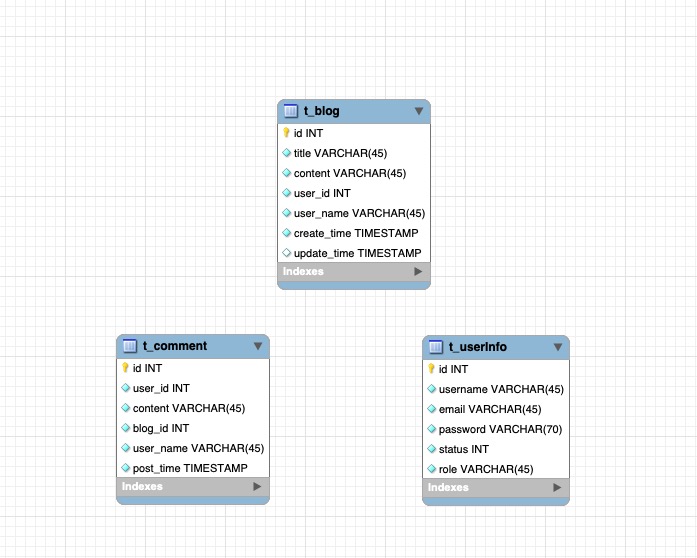 t_blog
id INT
title VARCHAR(45)
content VARCHAR(45)
user_id INT
user_name VARCHAR(45)
create_time TIMESTAMP
update_time TIMESTAMP
Indexes
t_comment
id INT
user_id INT
content VARCHAR(45)
blog_id INT
user_name VARCHAR(45)
post_time TIMESTAMP
Indexes
t_userInfo
id INT
username VARCHAR(45)
email VARCHAR(45)
password VARCHAR(70)
status INT
role VARCHAR(45)
Indexes